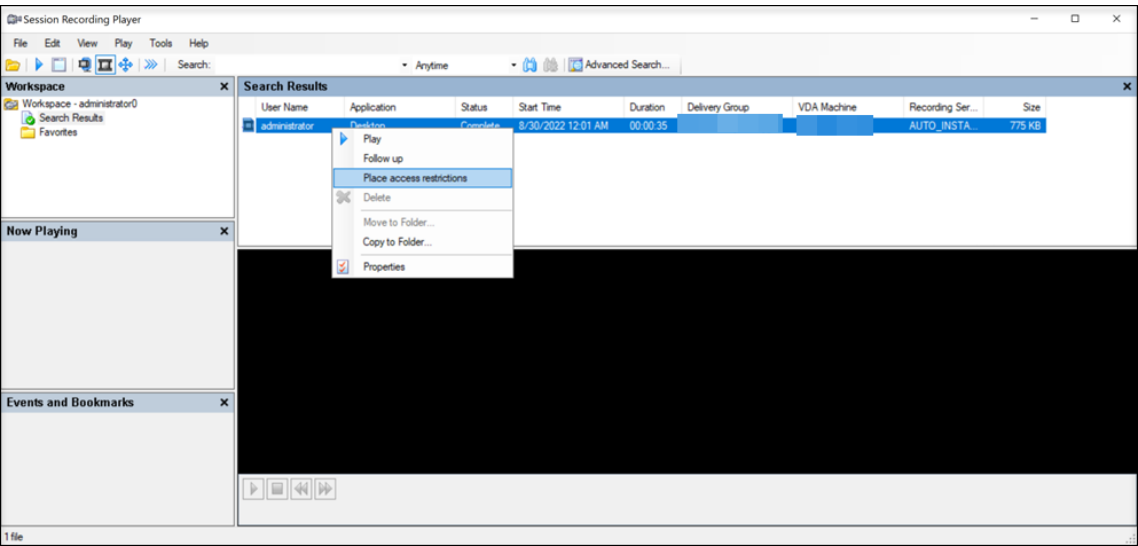 Session Recording Player
File Edit View Play Tools Help
Search: Anytime Advanced Search...
Workspace
Workspace - administrator0
Search Results
Favorites
Now Playing
Events and Bookmarks
Search Results
User Name Application Status Start Time Duration Delivery Group VDA Machine Recording Ser... Size
administrator Desktop Complete 8/30/2022 12:01 AM 00:00:35 AUTO_INSTA... 775 KB
Play
Follow up
Place access restrictions
Delete
Move to Folder...
Copy to Folder...
Properties
1 file